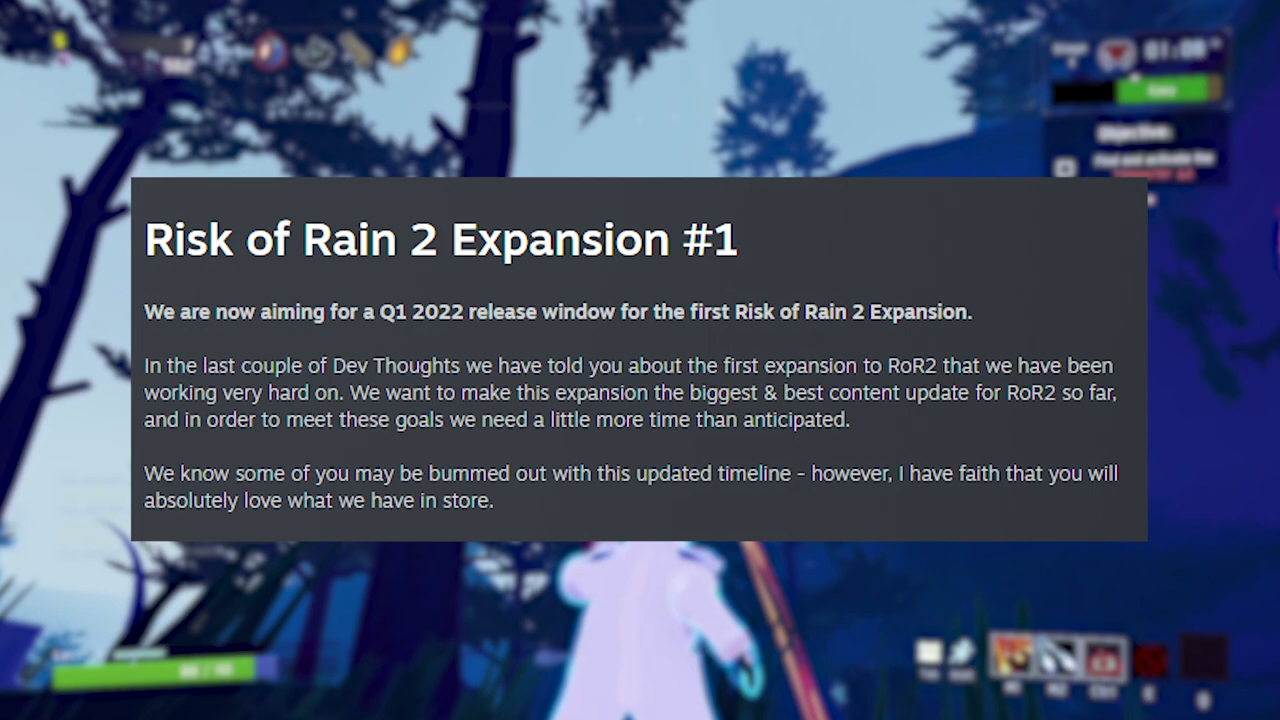 Risk of Rain 2 Expansion #1
We are now aiming for a Q1 2022 release window for the first Risk of Rain 2 Expansion.
In the last couple of Dev Thoughts we have told you about the first expansion to RoR2 that we have been
working very hard on. We want to make this expansion the biggest & best content update for RoR2 so far,
and in order to meet these goals we need a little more time than anticipated.
We know some of you may be bummed out with this updated timeline - however, I have faith that you will
absolutely love what we have in store.
Objective: